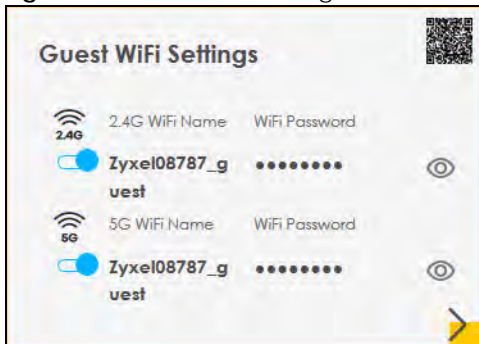 Guest WiFi Settings
2.4G WiFi Name WiFi Password
2.4G
Zyxel08787_g ••••••••
uest
5G WiFi Name WiFi Password
5G
Zyxel08787_g ••••••••
uest